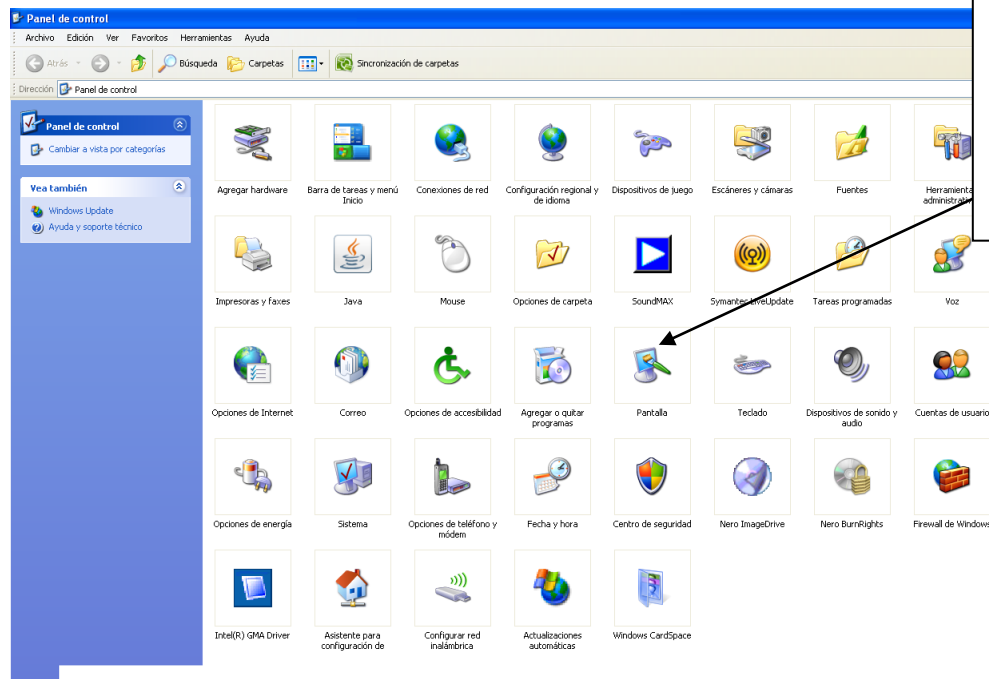 Panel de control
Archivo Edición Ver Favoritos Herramientas Ayuda
Atrás Búsqueda Carpetas Sincronización de carpetas
Dirección Panel de control
Panel de control
Cambiar a vista por categorías
Vea también
Windows Update
Ayuda y soporte técnico
Agregar hardware
Barra de tareas y menú
Inicio
Conexiones de red
Configuración regional y
de idioma
Dispositivos de juego
Escáneres y cámaras
Fuentes
Herramienta
administrativ
Impresoras y faxes
Java
Mouse
Opciones de carpeta
SoundMAX
Symantec LiveUpdate
Tareas programadas
Voz
Opciones de Internet
Correo
Opciones de accesibilidad
Agregar o quitar
programas
Pantalla
Teclado
Dispositivos de sonido y
audio
Cuentas de usuario
Opciones de energía
Sistema
Opciones de teléfono y
módem
Fecha y hora
Centro de seguridad
Nero ImageDrive
Nero BurnRights
Firewall de Windows
Intel(R) GMA Driver
Asistente para
configuración de
Configurar red
inalámbrica
Actualizaciones
automáticas
Windows CardSpace